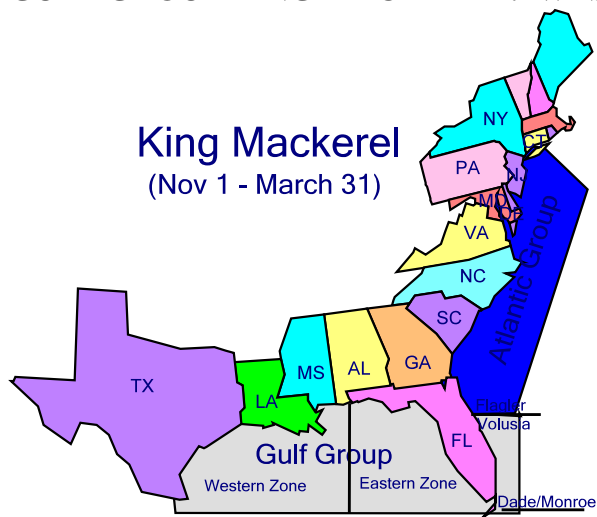 King Mackerel
(Nov 1 - March 31)
NY
CT
PA
NJ
MD
DE
VA
NC
SC
Atlantic Group
TX
LA
MS
AL
GA
FL
Flagler
Volusia
Gulf Group
Western Zone
Eastern Zone
Dade/Monroe